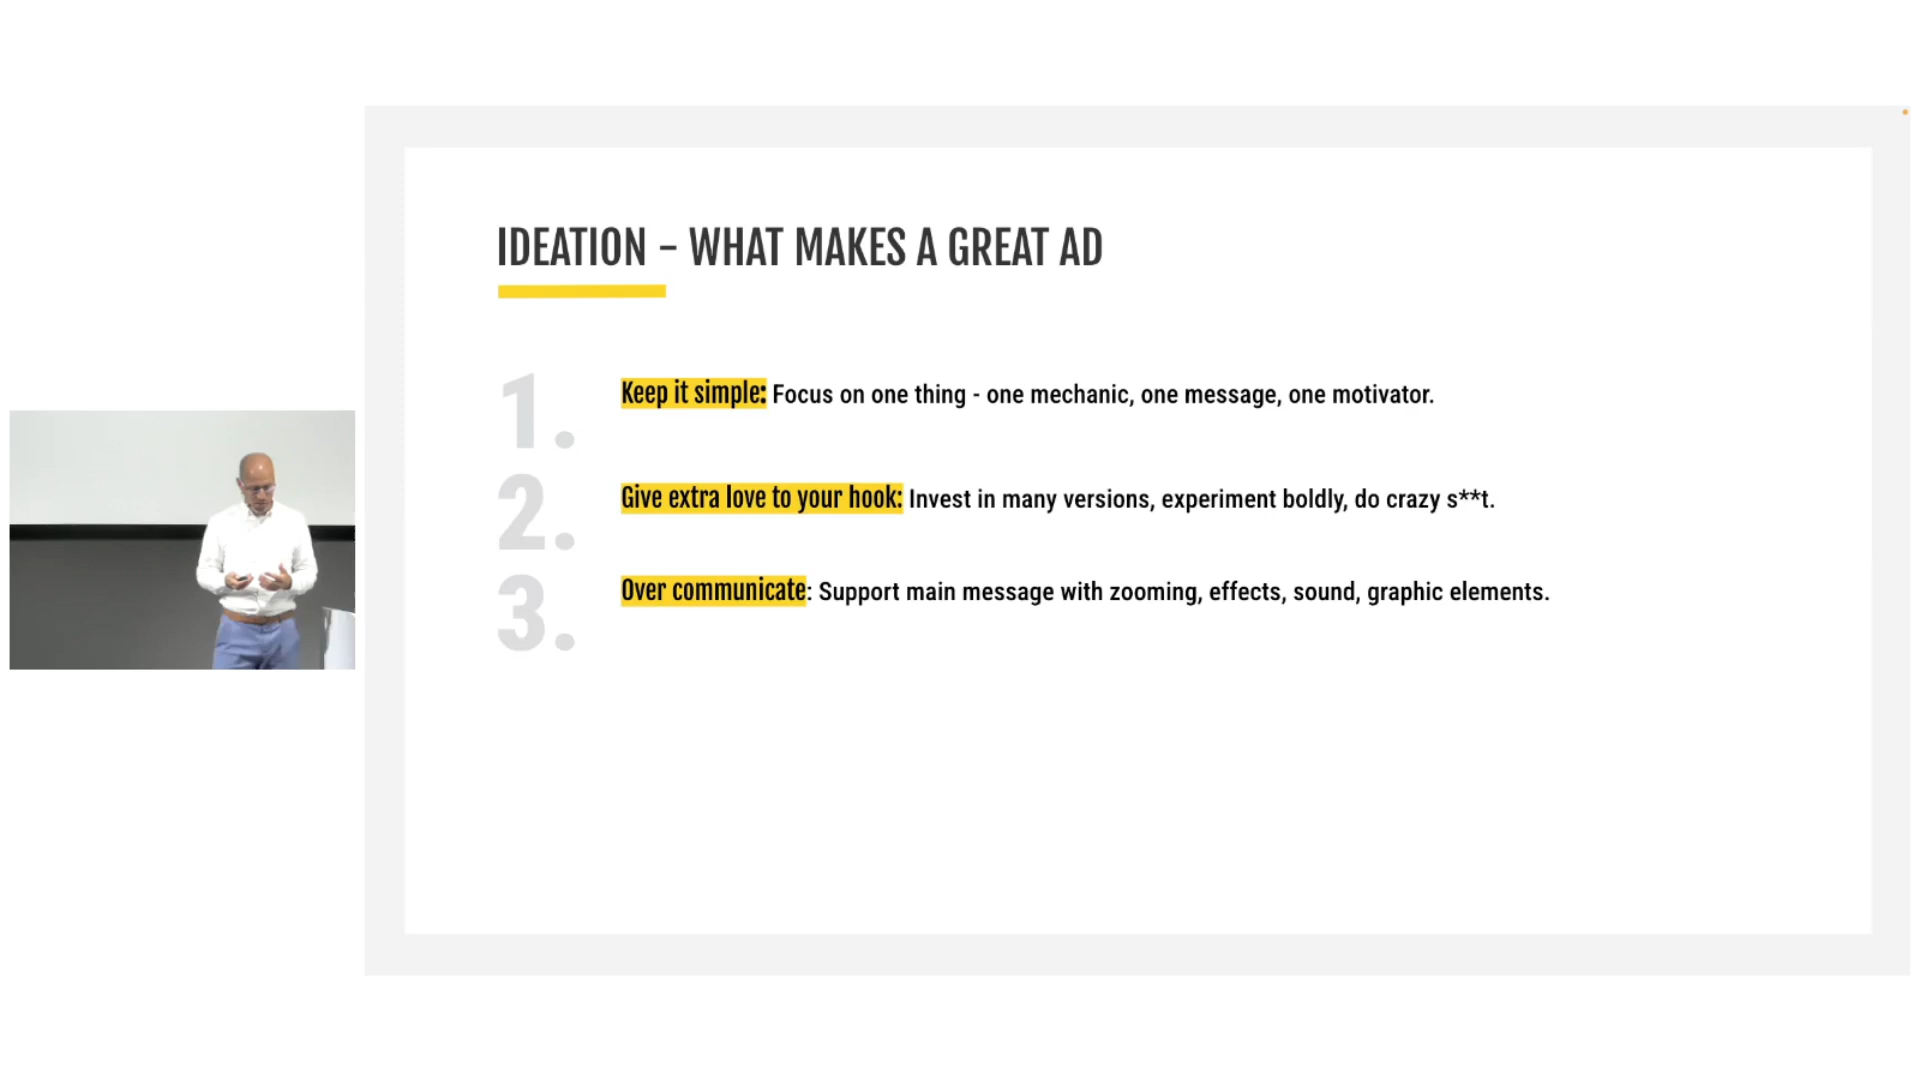 IDEATION – WHAT MAKES A GREAT AD
1. Keep it simple: Focus on one thing - one mechanic, one message, one motivator.
2. Give extra love to your hook: Invest in many versions, experiment boldly, do crazy s**t.
3. Over communicate: Support main message with zooming, effects, sound, graphic elements.